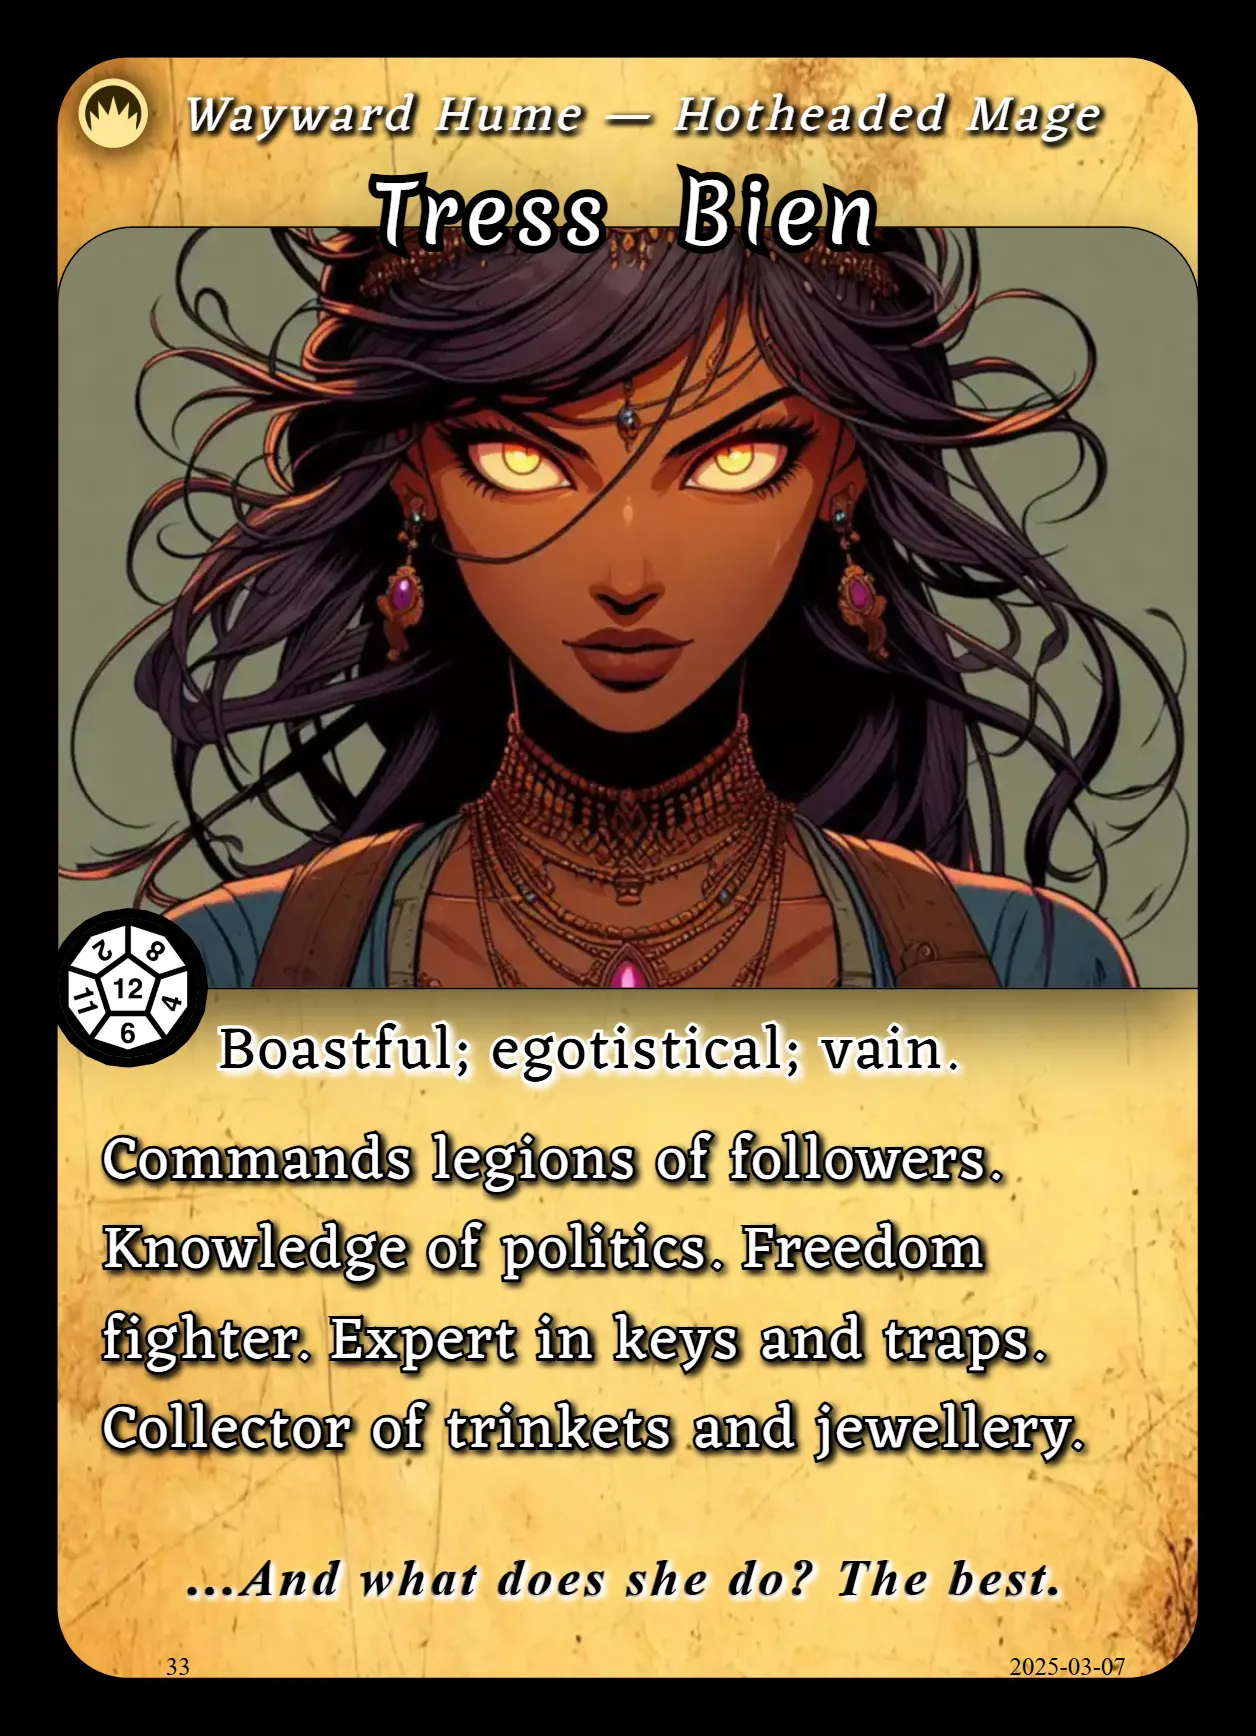 Wayward Hume — Hotheaded Mage
Tress Bien
2 8
11 12 4
6
Boastful; egotistical; vain.
Commands legions of followers.
Knowledge of politics. Freedom
fighter. Expert in keys and traps.
Collector of trinkets and jewellery.
...And what does she do? The best.
33 2025-03-07